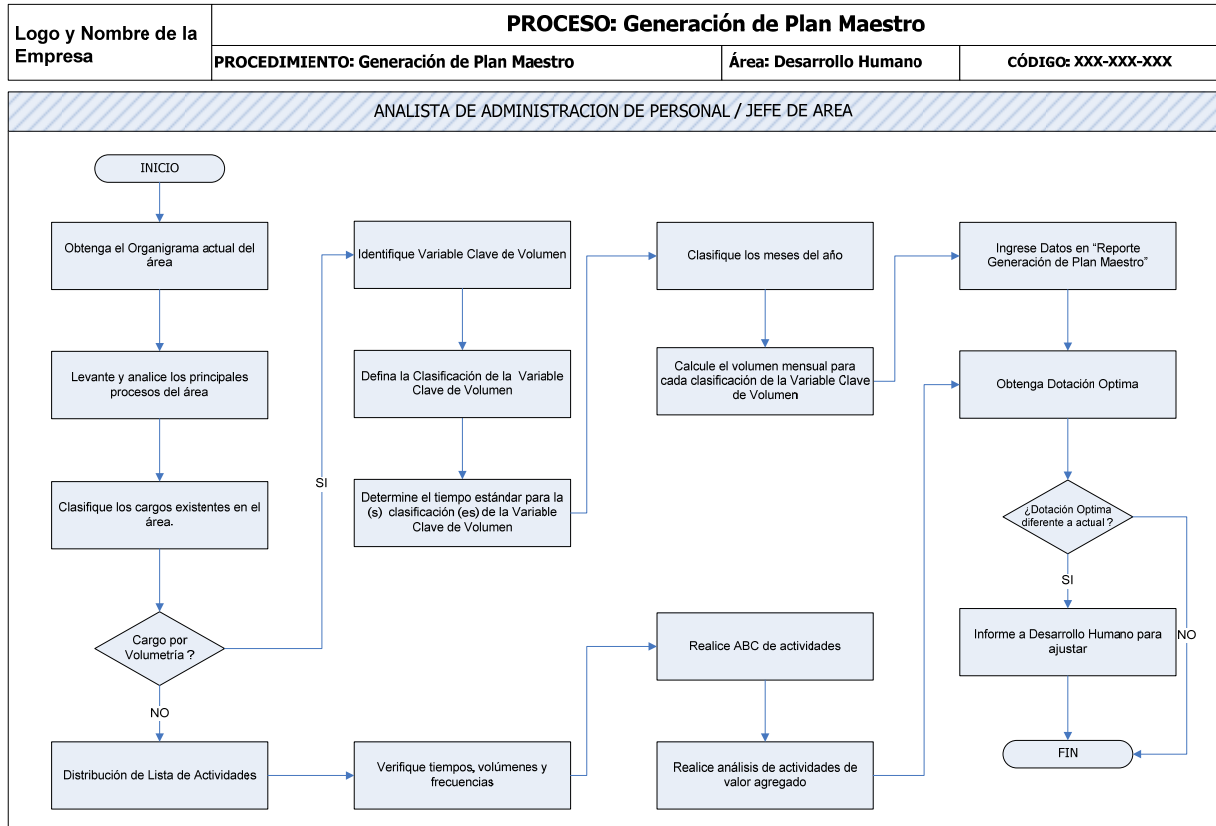 Logo y Nombre de la
Empresa
PROCESO: Generación de Plan Maestro
PROCEDIMIENTO: Generación de Plan Maestro
Área: Desarrollo Humano
CÓDIGO: XXX-XXX-XXX
ANALISTA DE ADMINISTRACION DE PERSONAL / JEFE DE AREA
INICIO
Obtenga el Organigrama actual del
área
Levante y analice los principales
procesos del área
Clasifique los cargos existentes en el
área.
Cargo por
Volumetría ?
SI
NO
Distribución de Lista de Actividades
Identifique Variable Clave de Volumen
Defina la Clasificación de la Variable
Clave de Volumen
Determine el tiempo estándar para la
(s) clasificación (es) de la Variable
Clave de Volumen
Verifique tiempos, volúmenes y
frecuencias
Clasifique los meses del año
Calcule el volumen mensual para
cada clasificación de la Variable Clave
de Volumen
Realice ABC de actividades
Realice análisis de actividades de
valor agregado
Ingrese Datos en “Reporte
Generación de Plan Maestro”
Obtenga Dotación Optima
¿Dotación Optima
diferente a actual ?
SI
NO
Informe a Desarrollo Humano para
ajustar
FIN